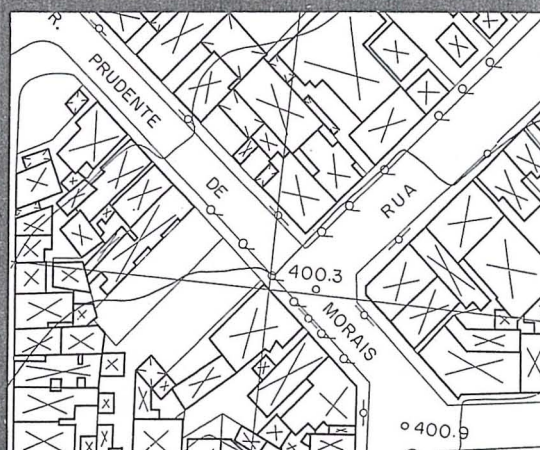 R.
PRUDENTE
DE
MORAIS
RUA
400.3
400.9